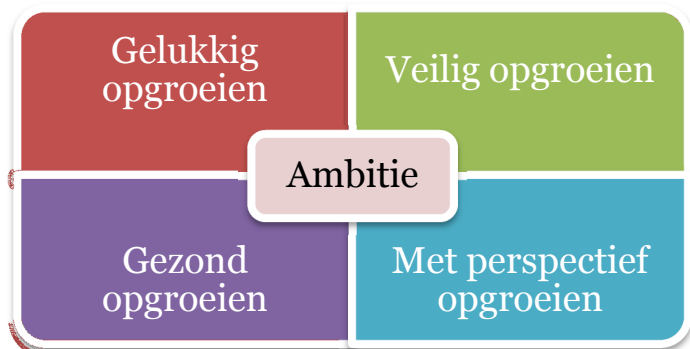 Gelukkig
opgroeien
Veilig opgroeien
Ambitie
Gezond
opgroeien
Met perspectief
opgroeien